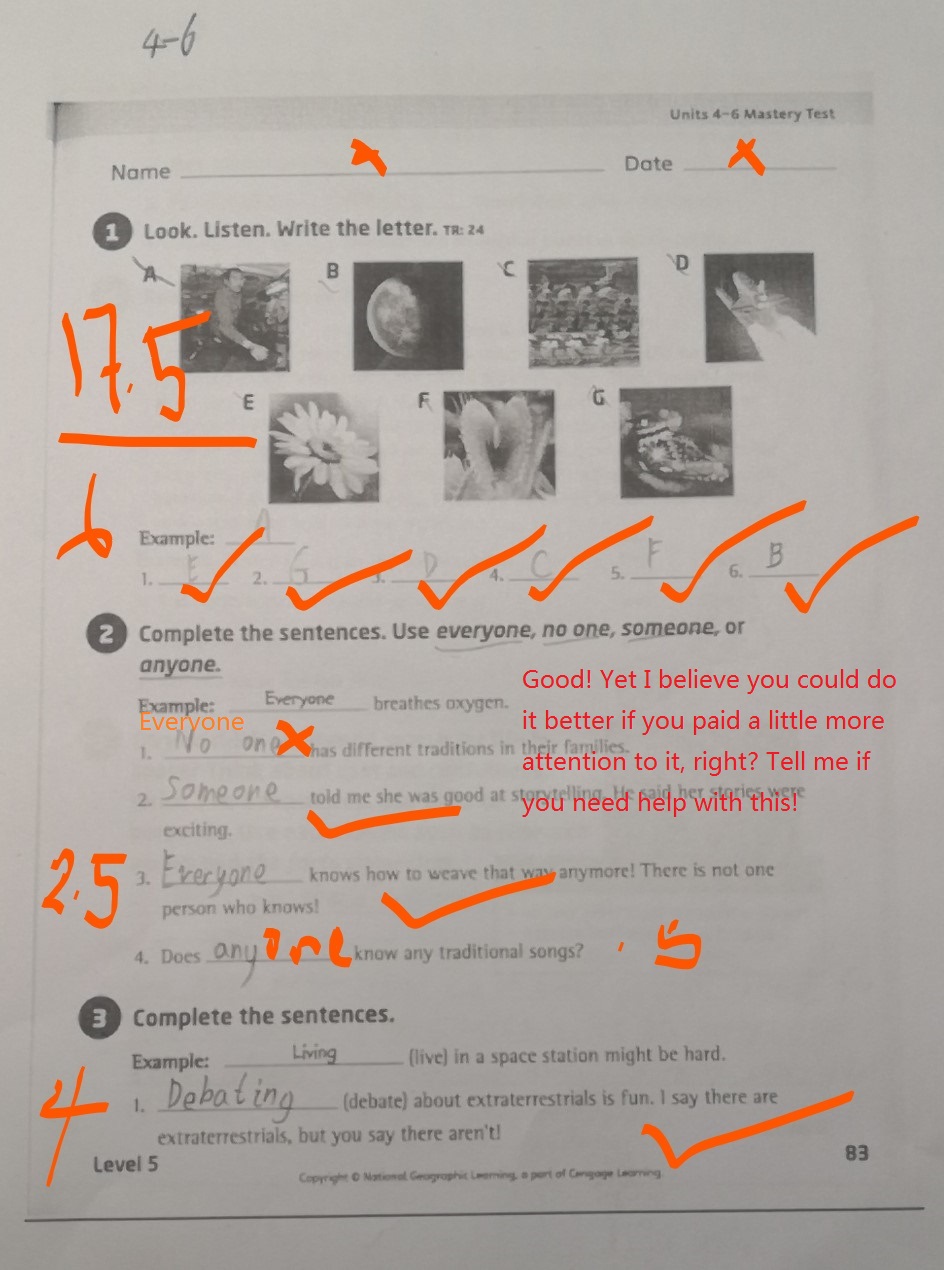 4-6
Units 4-6 Mastery Test
Name Date
1 Look. Listen. Write the letter. TR: 24
A B C D
17.5
E F G
6
Example: A
1. E 2. G 3. D 4. C 5. F 6. B
2 Complete the sentences. Use everyone, no one, someone, or
anyone.
Example: Everyone breathes oxygen.
Everyone
1. No one has different traditions in their families.
Good! Yet I believe you could do
it better if you paid a little more
attention to it, right? Tell me if
you need help with this!
2. Someone told me she was good at storytelling. He said her stories were
exciting.
2.5
3. Everyone knows how to weave that way anymore! There is not one
person who knows!
4. Does anyone know any traditional songs? .5
3 Complete the sentences.
Example: Living (live) in a space station might be hard.
4
1. Debating (debate) about extraterrestrials is fun. I say there are
extraterrestrials, but you say there aren't!
Level 5 83
Copyright © National Geographic Learning, a part of Cengage Learning